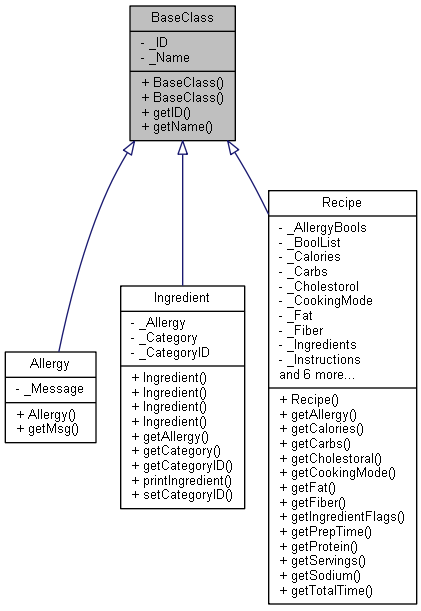 BaseClass
- _ID
- _Name
+ BaseClass()
+ BaseClass()
+ getID()
+ getName()
Allergy
- _Message
+ Allergy()
+ getMsg()
Ingredient
- _Allergy
- _Category
- _CategoryID
+ Ingredient()
+ Ingredient()
+ Ingredient()
+ Ingredient()
+ getAllergy()
+ getCategory()
+ getCategoryID()
+ printIngredient()
+ setCategoryID()
Recipe
- _AllergyBools
- _BoolList
- _Calories
- _Carbs
- _Cholestorol
- _CookingMode
- _Fat
- _Fiber
- _Ingredients
- _Instructions
and 6 more...
+ Recipe()
+ getAllergy()
+ getCalories()
+ getCarbs()
+ getCholestoral()
+ getCookingMode()
+ getFat()
+ getFiber()
+ getIngredientFlags()
+ getPrepTime()
+ getProtein()
+ getServings()
+ getSodium()
+ getTotalTime()